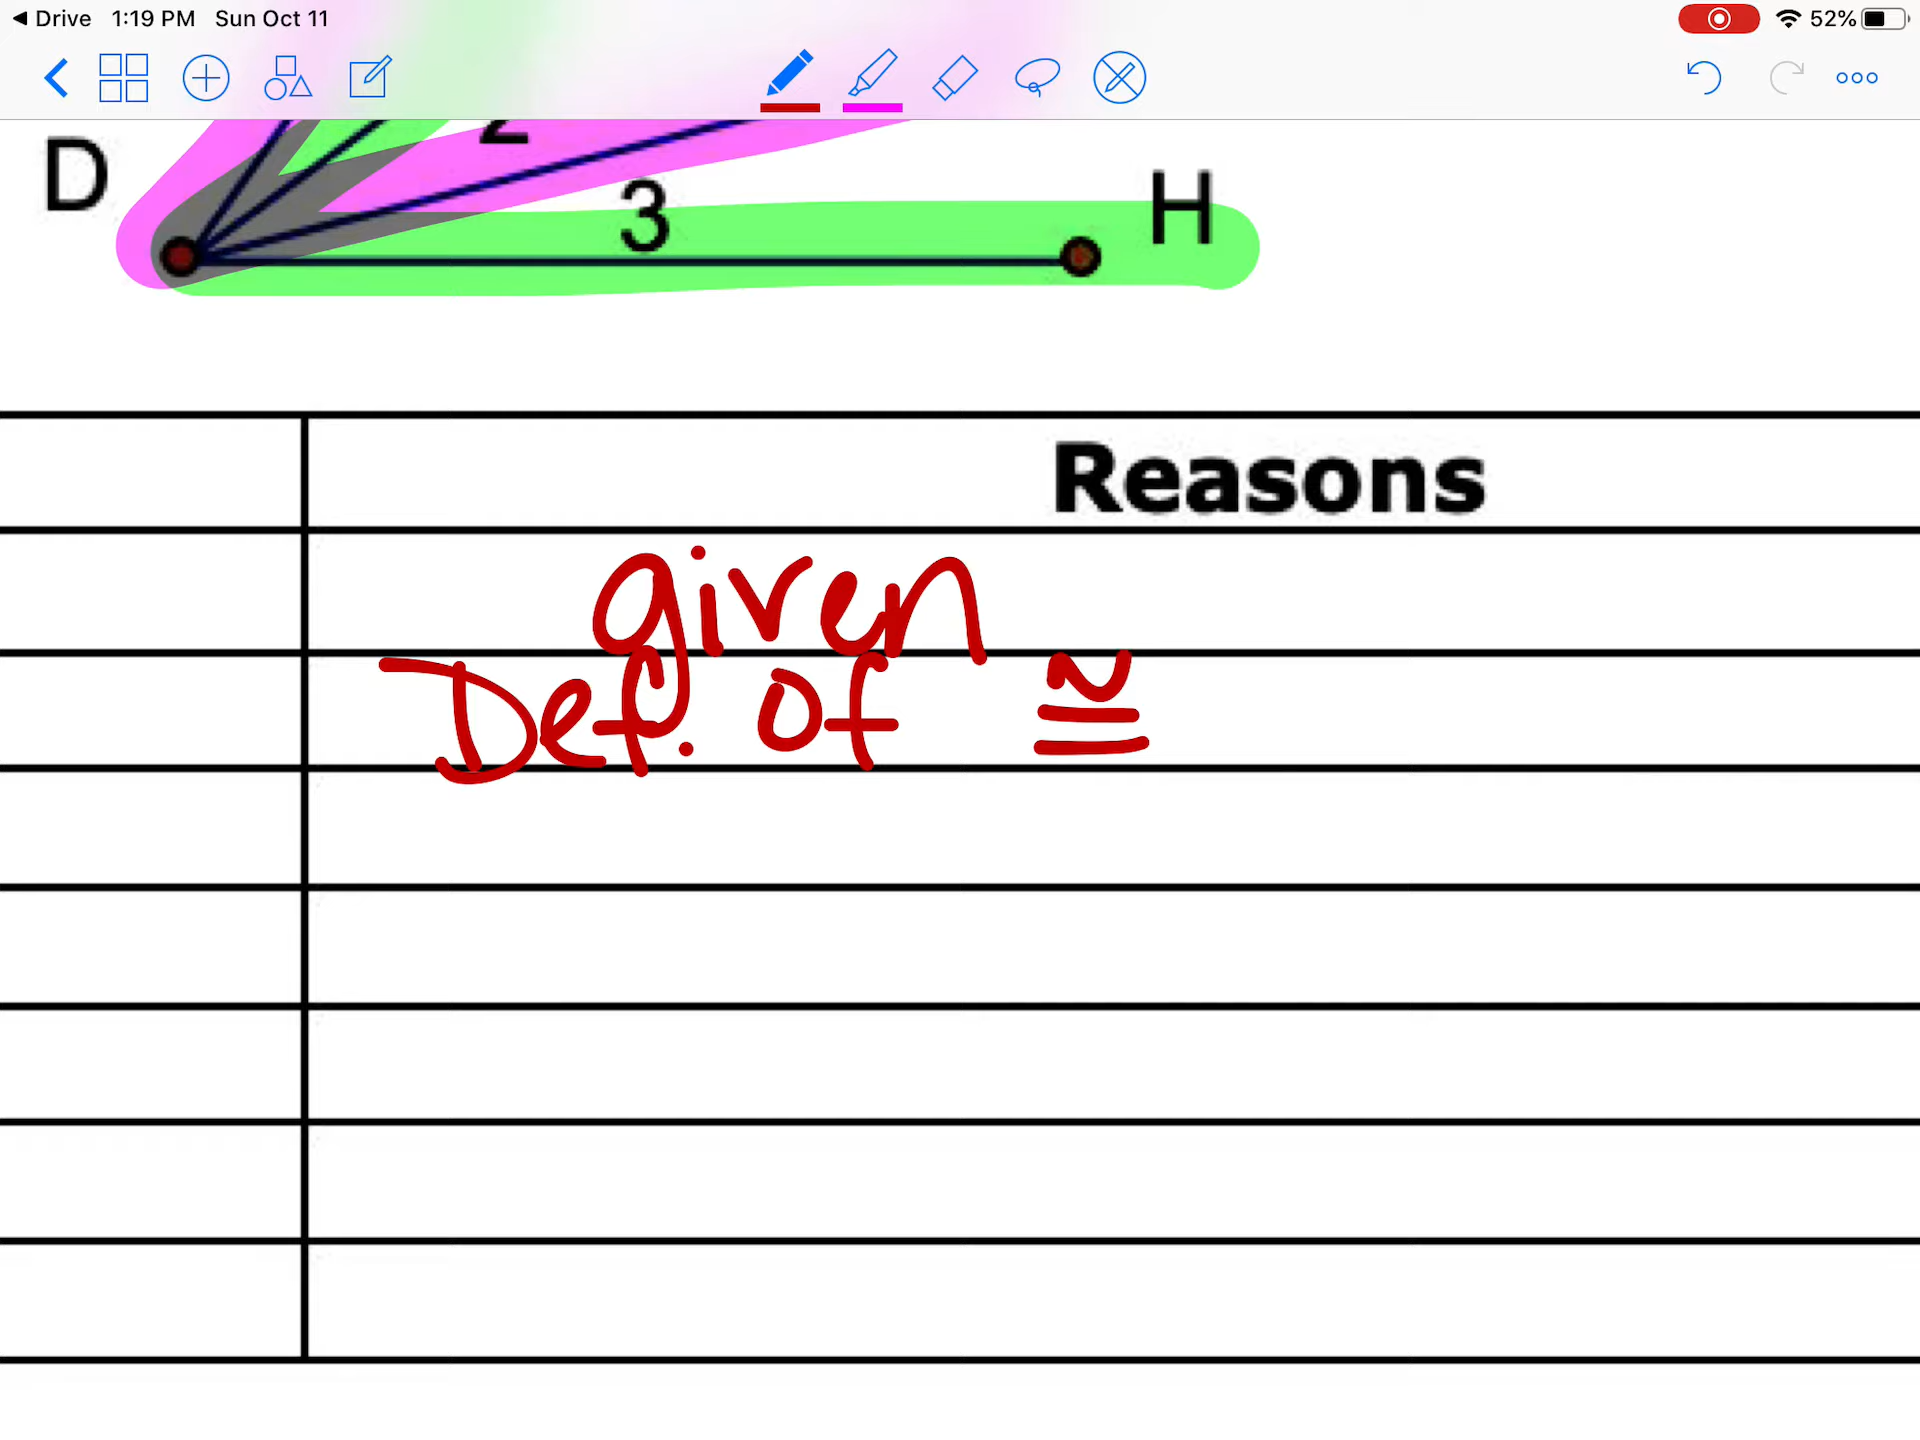 ◀ Drive 1:19 PM Sun Oct 11 52%
2
D
3
H
Reasons
given
Def. of ≅